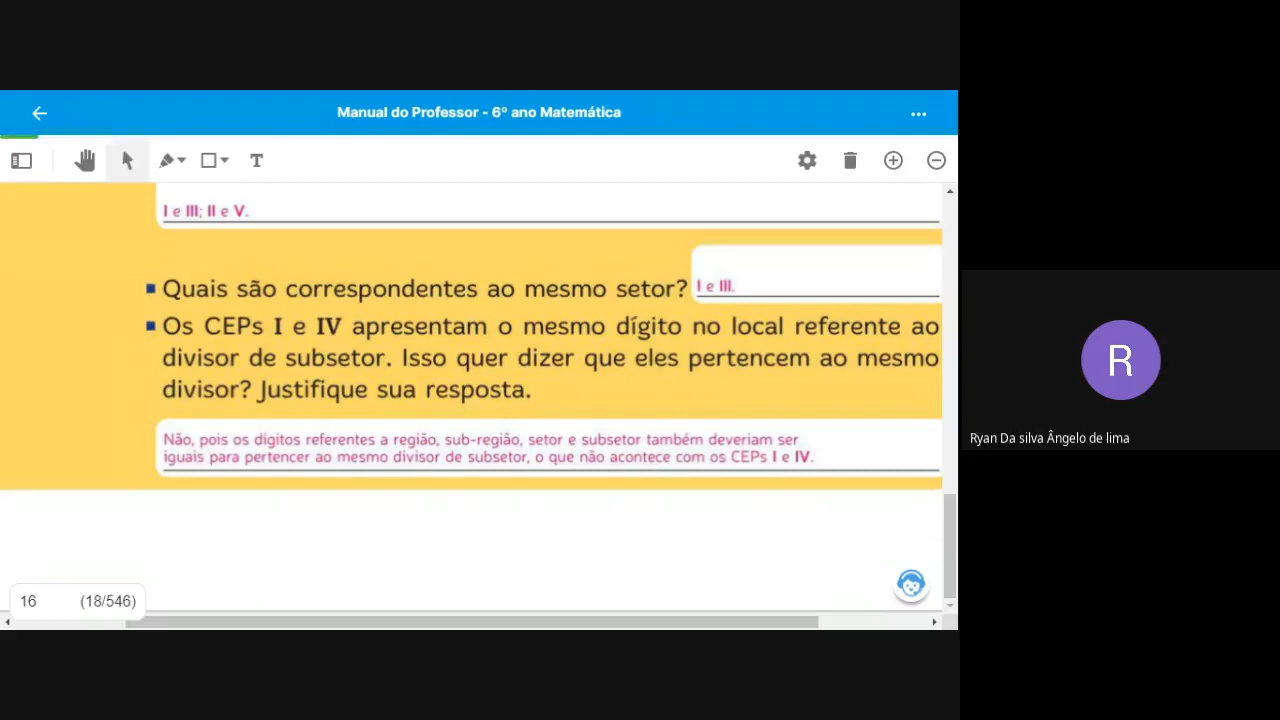 Manual do Professor - 6º ano Matemática
T
I e III; II e V.
Quais são correspondentes ao mesmo setor? I e III.
Os CEPs I e IV apresentam o mesmo dígito no local referente ao
divisor de subsetor. Isso quer dizer que eles pertencem ao mesmo
divisor? Justifique sua resposta.
Não, pois os dígitos referentes a região, sub-região, setor e subsetor também deveriam ser
iguais para pertencer ao mesmo divisor de subsetor, o que não acontece com os CEPs I e IV.
16 (18/546)
R
Ryan Da silva Ângelo de lima